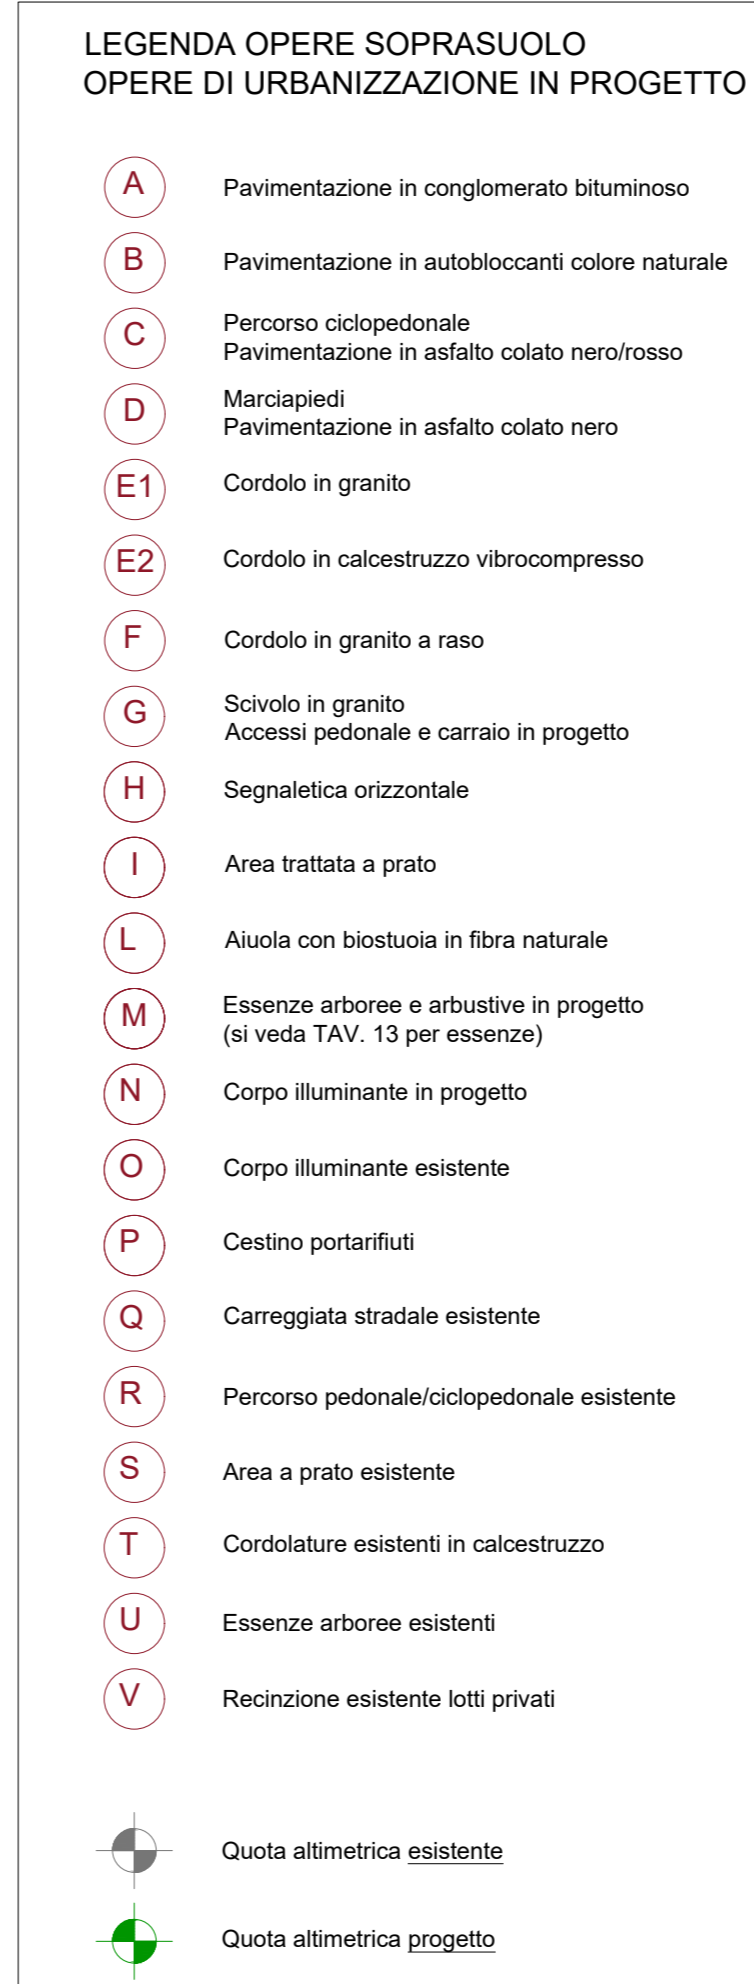 LEGENDA OPERE SOPRASUOLO
OPERE DI URBANIZZAZIONE IN PROGETTO
A Pavimentazione in conglomerato bituminoso
B Pavimentazione in autobloccanti colore naturale
C Percorso ciclopedonale
Pavimentazione in asfalto colato nero/rosso
D Marciapiedi
Pavimentazione in asfalto colato nero
E1 Cordolo in granito
E2 Cordolo in calcestruzzo vibrocompresso
F Cordolo in granito a raso
G Scivolo in granito
Accessi pedonale e carraio in progetto
H Segnaletica orizzontale
I Area trattata a prato
L Aiuola con biostuoia in fibra naturale
M Essenze arboree e arbustive in progetto
(si veda TAV. 13 per essenze)
N Corpo illuminante in progetto
O Corpo illuminante esistente
P Cestino portarifiuti
Q Carreggiata stradale esistente
R Percorso pedonale/ciclopedonale esistente
S Area a prato esistente
T Cordolature esistenti in calcestruzzo
U Essenze arboree esistenti
V Recinzione esistente lotti privati
Quota altimetrica esistente
Quota altimetrica progetto